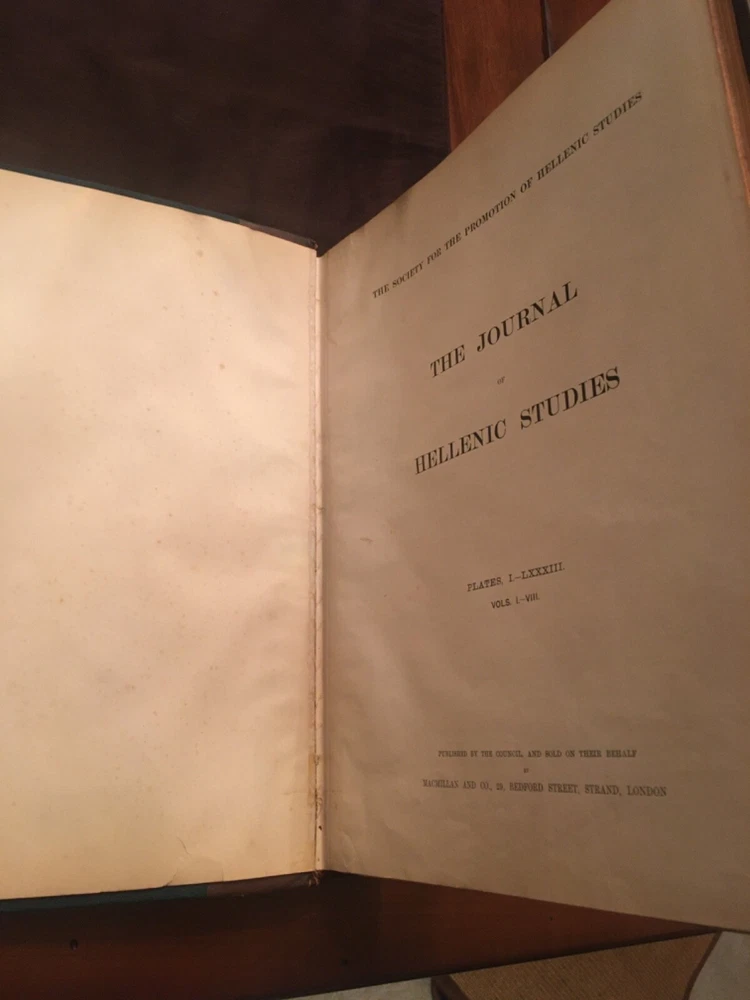 THE SOCIETY FOR THE PROMOTION OF HELLENIC STUDIES
THE JOURNAL
OF
HELLENIC STUDIES
PLATES, I.–LXXXIII.
VOLS. I.–VIII.
PUBLISHED BY THE COUNCIL, AND SOLD ON THEIR BEHALF
BY
MACMILLAN AND CO., 29, BEDFORD STREET, STRAND, LONDON